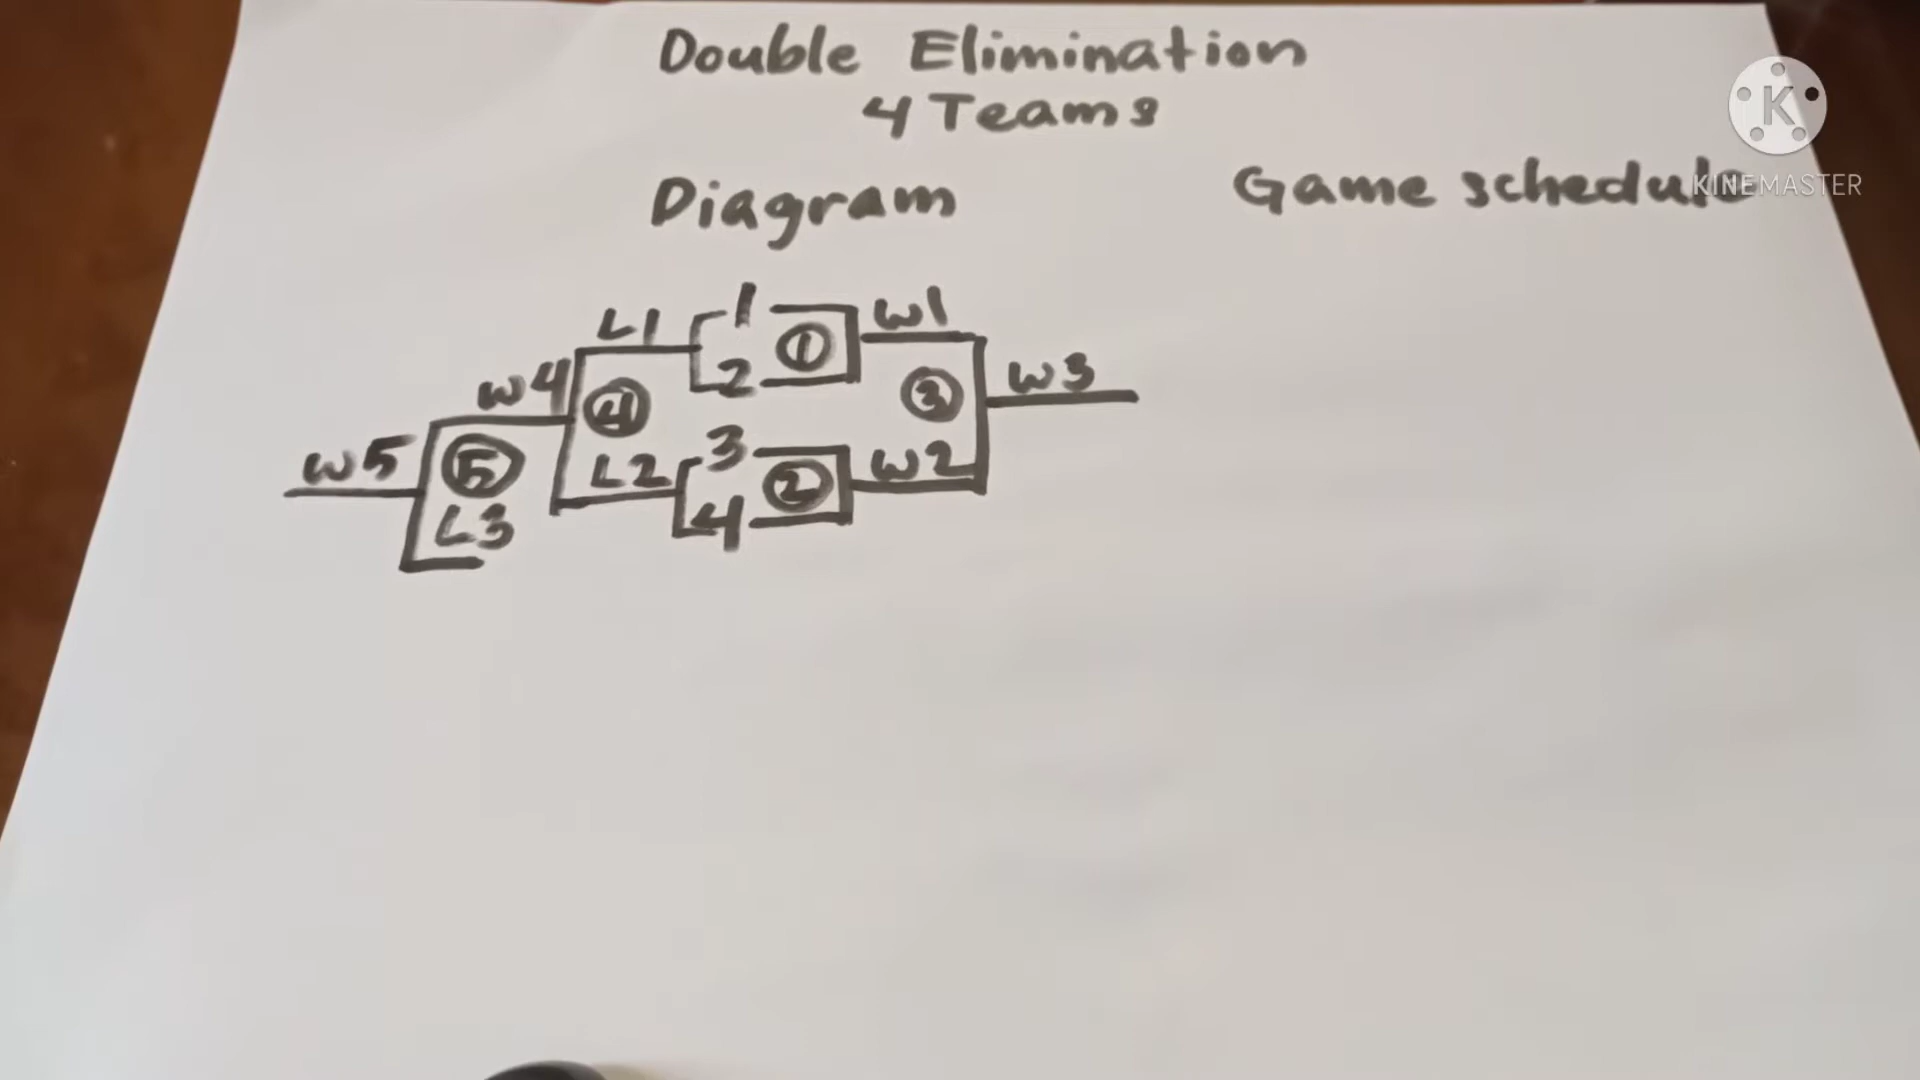 Double Elimination
4 Teams
K
KINEMASTER
Diagram
Game schedule
L1 1 ① W1
W4 ④ 2 ③ W3
W5 ⑤ L2 3 ② W2
L3 4